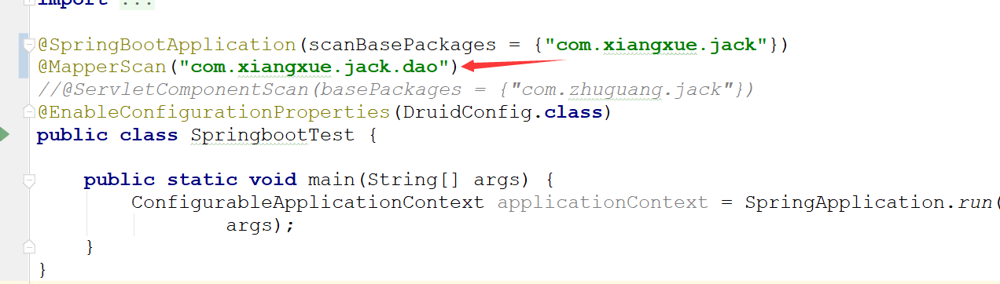 import ...
@SpringBootApplication(scanBasePackages = {"com.xiangxue.jack"})
@MapperScan("com.xiangxue.jack.dao")
//@ServletComponentScan(basePackages = {"com.zhuguang.jack"})
@EnableConfigurationProperties(DruidConfig.class)
public class SpringbootTest {
public static void main(String[] args) {
ConfigurableApplicationContext applicationContext = SpringApplication.run(
args);
}
}